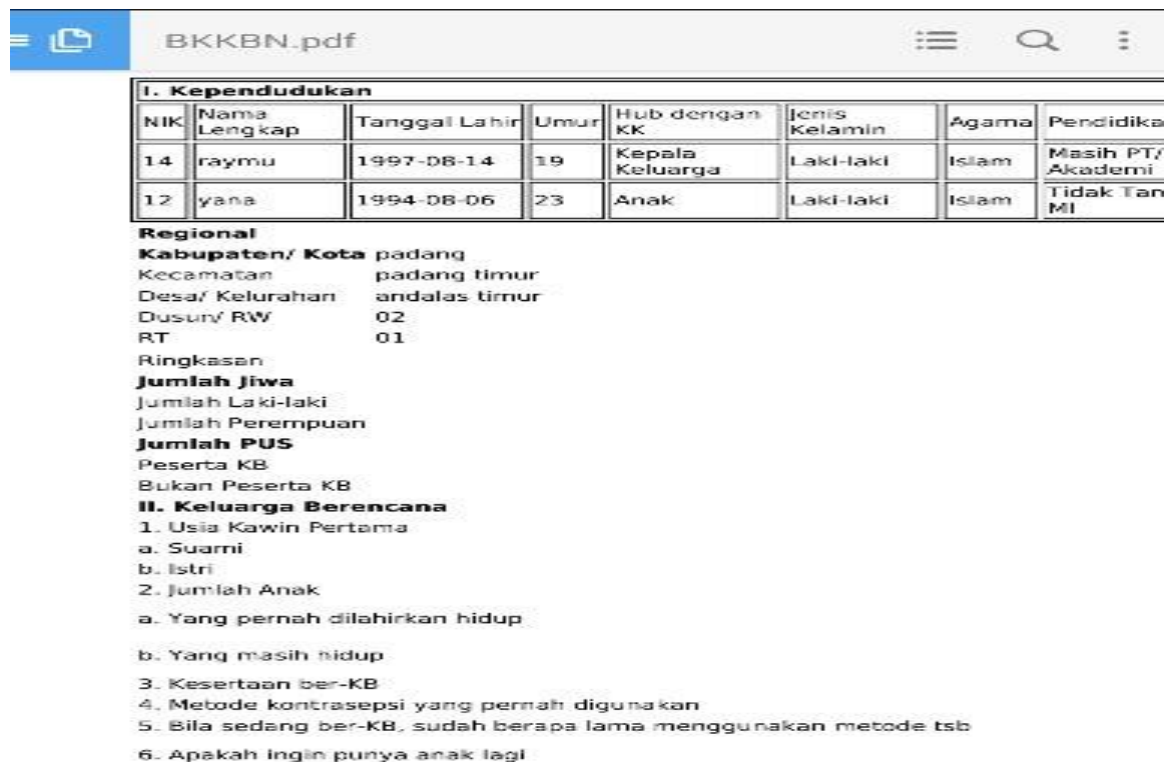 BKKBN.pdf
I. Kependudukan
NIK Nama Lengkap Tanggal Lahir Umur Hub dengan KK Jenis Kelamin Agama Pendidika
14 raymu 1997-08-14 19 Kepala Keluarga Laki-laki Islam Masih PT/ Akademi
12 yana 1994-08-06 23 Anak Laki-laki Islam Tidak Tam MI
Regional
Kabupaten/ Kota padang
Kecamatan padang timur
Desa/ Kelurahan andalas timur
Dusun/ RW 02
RT 01
Ringkasan
Jumlah Jiwa
Jumlah Laki-laki
Jumlah Perempuan
Jumlah PUS
Peserta KB
Bukan Peserta KB
II. Keluarga Berencana
1. Usia Kawin Pertama
a. Suami
b. Istri
2. Jumlah Anak
a. Yang pernah dilahirkan hidup
b. Yang masih hidup
3. Kesertaan ber-KB
4. Metode kontrasepsi yang pernah digunakan
5. Bila sedang ber-KB, sudah berapa lama menggunakan metode tsb
6. Apakah ingin punya anak lagi